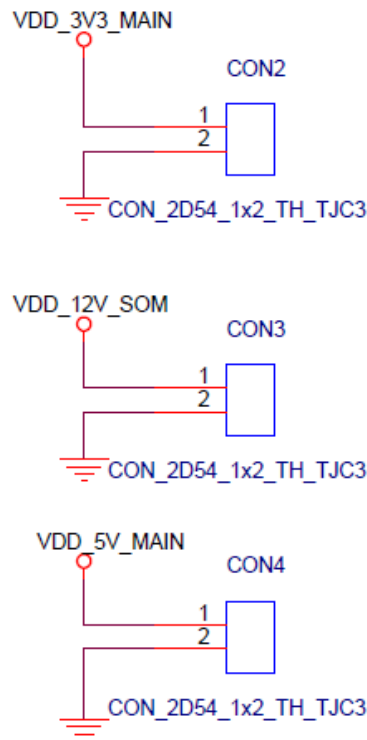 VDD_3V3_MAIN
CON2
1
2
CON_2D54_1x2_TH_TJC3
VDD_12V_SOM
CON3
1
2
CON_2D54_1x2_TH_TJC3
VDD_5V_MAIN
CON4
1
2
CON_2D54_1x2_TH_TJC3